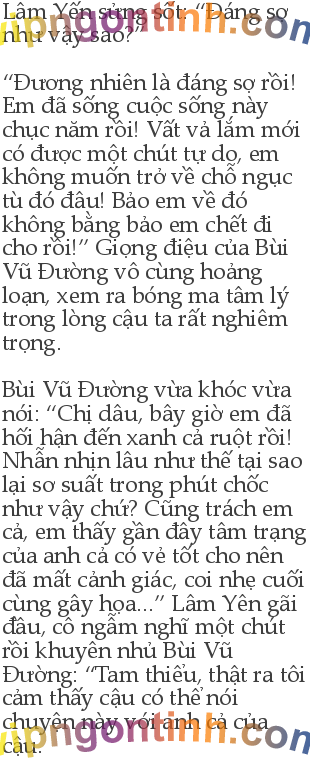 Lâm Yến sửng sốt: “Đáng sợ
như vậy sao?”
“Đương nhiên là đáng sợ rồi!
Em đã sống cuộc sống này
chục năm rồi! Vất vả lắm mới
có được một chút tự do, em
không muốn trở về chỗ ngục
tù đó đâu! Bảo em về đó
không bằng bảo em chết đi
cho rồi!” Giọng điệu của Bùi
Vũ Đường vô cùng hoảng
loạn, xem ra bóng ma tâm lý
trong lòng cậu ta rất nghiêm
trọng.
Bùi Vũ Đường vừa khóc vừa
nói: “Chị dâu, bây giờ em đã
hối hận đến xanh cả ruột rồi!
Nhẫn nhịn lâu như thế tại sao
lại sơ suất trong phút chốc
như vậy chứ? Cũng trách em
cả, em thấy gần đây tâm trạng
của anh cả có vẻ tốt cho nên
đã mất cảnh giác, coi nhẹ cuối
cùng gây họa...” Lâm Yên gãi
đầu, cô ngẫm nghĩ một chút
rồi khuyên nhủ Bùi Vũ
Đường: “Tam thiểu, thật ra tôi
cảm thấy cậu có thể nói
chuyện này với anh cả của
cậu.
vipngontinh.com
vipngontinh.com